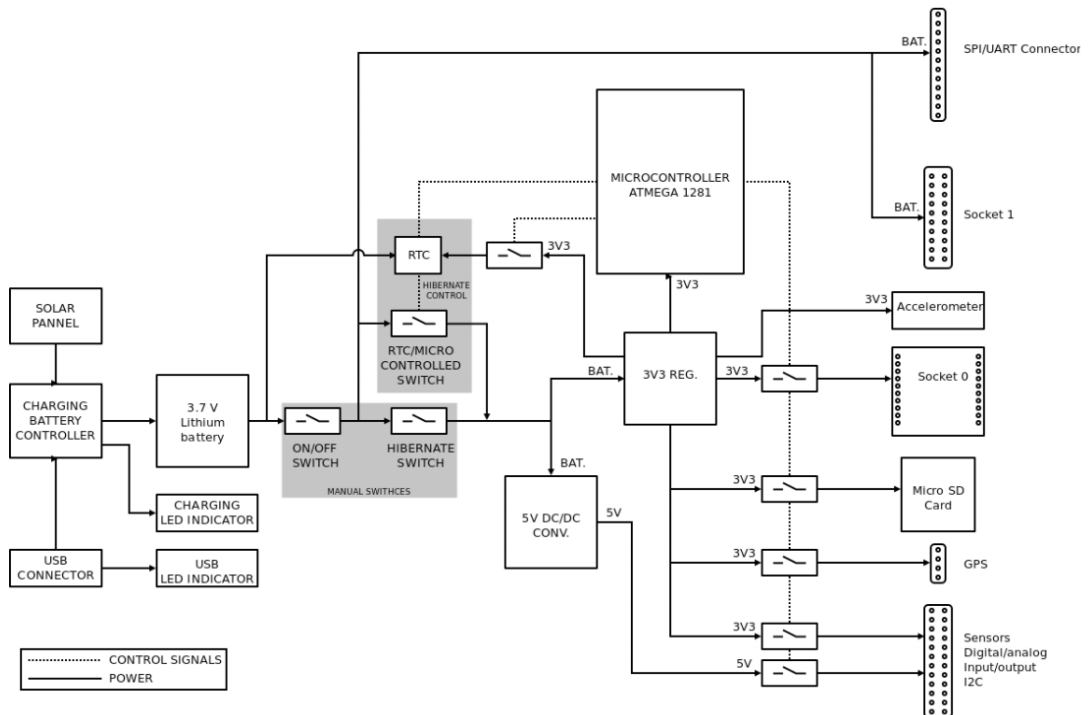 BAT.
SPI/UART Connector
MICROCONTROLLER
ATMEGA 1281
BAT.
Socket 1
RTC
3V3
HIBERNATE
CONTROL
3V3
3V3
Accelerometer
SOLAR
PANNEL
RTC/MICRO
CONTROLLED
SWITCH
BAT.
3V3 REG.
3V3
Socket 0
CHARGING
BATTERY
CONTROLLER
3.7 V
Lithium
battery
ON/OFF
SWITCH
HIBERNATE
SWITCH
MANUAL SWITHCES
BAT.
3V3
Micro SD
Card
CHARGING
LED INDICATOR
5V DC/DC
CONV.
5V
USB
CONNECTOR
USB
LED INDICATOR
3V3
GPS
3V3
5V
Sensors
Digital/analog
Input/output
I2C
CONTROL SIGNALS
POWER